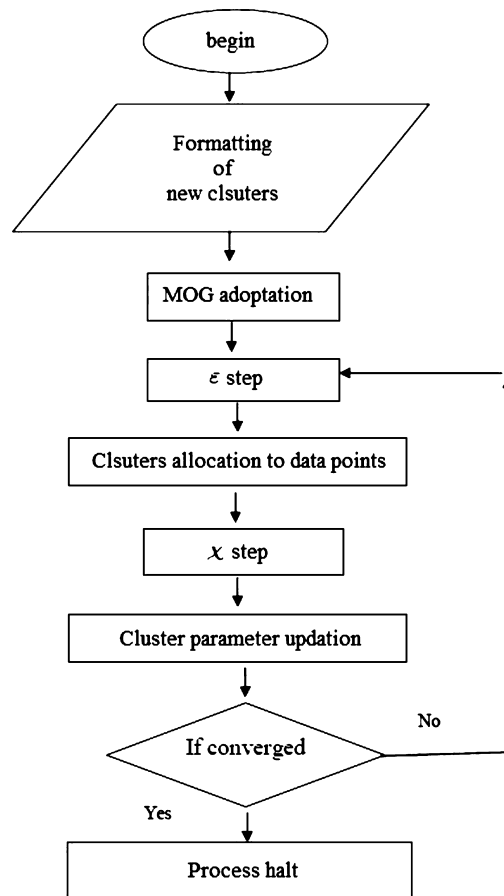 begin
Formatting
of
new clsuters
MOG adoptation
ε step
Clsuters allocation to data points
χ step
Cluster parameter updation
If converged
No
Yes
Process halt